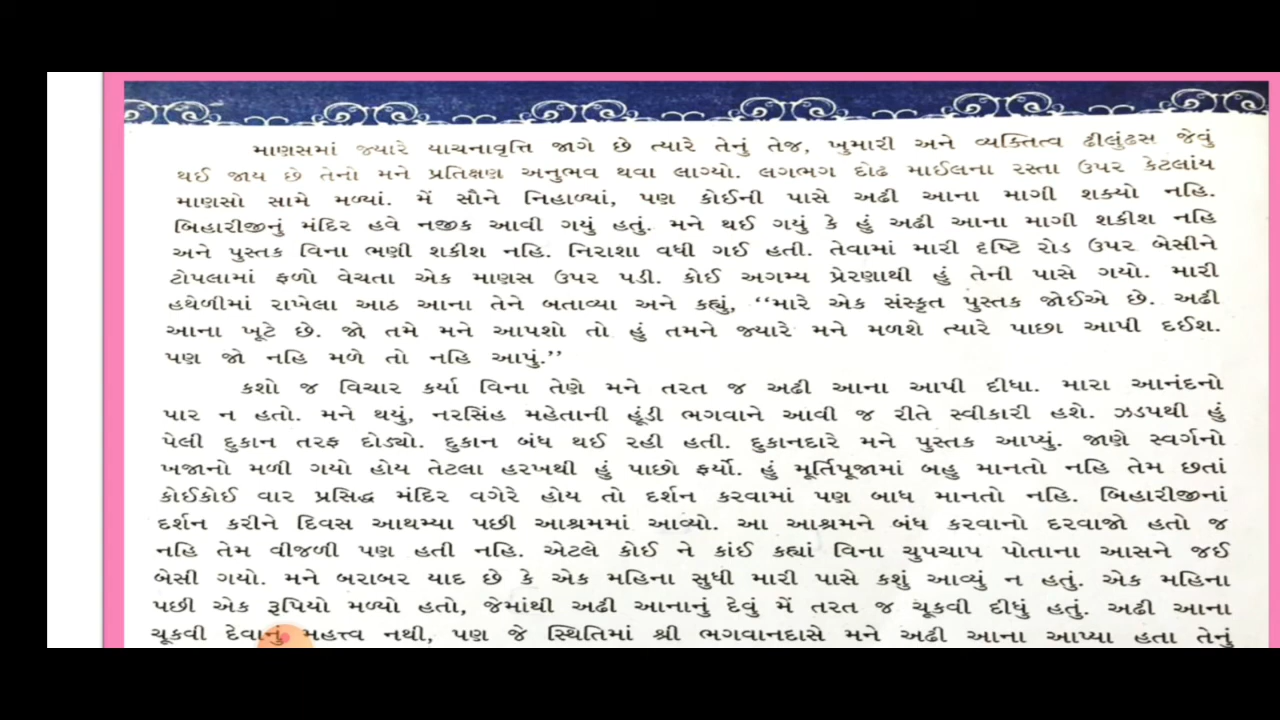 માણસમાં જ્યારે યાચનાવૃત્તિ જાગે છે ત્યારે તેનું તેજ, ખુમારી અને વ્યક્તિત્વ ઢીલુંઢસ જેવું
થઈ જાય છે તેનો મને પ્રતિક્ષણ અનુભવ થવા લાગ્યો. લગભગ દોઢ માઈલના રસ્તા ઉપર કેટલાંય
માણસો સામે મળ્યાં. મેં સૌને નિહાળ્યાં, પણ કોઈની પાસે અઢી આના માગી શક્યો નહિ.
બિહારીજીનું મંદિર હવે નજીક આવી ગયું હતું. મને થઈ ગયું કે હું અઢી આના માગી શકીશ નહિ
અને પુસ્તક વિના ભણી શકીશ નહિ. નિરાશા વધી ગઈ હતી. તેવામાં મારી દૃષ્ટિ રોડ ઉપર બેસીને
ટોપલામાં ફળો વેચતા એક માણસ ઉપર પડી. કોઈ અગમ્ય પ્રેરણાથી હું તેની પાસે ગયો. મારી
હથેળીમાં રાખેલા આઠ આના તેને બતાવ્યા અને કહ્યું, “મારે એક સંસ્કૃત પુસ્તક જોઈએ છે. અઢી
આના ખૂટે છે. જો તમે મને આપશો તો હું તમને જ્યારે મને મળશે ત્યારે પાછા આપી દઈશ.
પણ જો નહિ મળે તો નહિ આપું.”
કશો જ વિચાર કર્યા વિના તેણે મને તરત જ અઢી આના આપી દીધા. મારા આનંદનો
પાર ન હતો. મને થયું, નરસિંહ મહેતાની હૂંડી ભગવાને આવી જ રીતે સ્વીકારી હશે. ઝડપથી હું
પેલી દુકાન તરફ દોડ્યો. દુકાન બંધ થઈ રહી હતી. દુકાનદારે મને પુસ્તક આપ્યું. જાણે સ્વર્ગનો
ખજાનો મળી ગયો હોય તેટલા હરખથી હું પાછો ફર્યો. હું મૂર્તિપૂજામાં બહુ માનતો નહિ તેમ છતાં
કોઈકોઈ વાર પ્રસિદ્ધ મંદિર વગેરે હોય તો દર્શન કરવામાં પણ બાધ માનતો નહિ. બિહારીજીનાં
દર્શન કરીને દિવસ આથમ્યા પછી આશ્રમમાં આવ્યો. આ આશ્રમને બંધ કરવાનો દરવાજો હતો જ
નહિ તેમ વીજળી પણ હતી નહિ. એટલે કોઈ ને કાંઈ કહ્યાં વિના ચુપચાપ પોતાના આસને જઈ
બેસી ગયો. મને બરાબર યાદ છે કે એક મહિના સુધી મારી પાસે કશું આવ્યું ન હતું. એક મહિના
પછી એક રૂપિયો મળ્યો હતો, જેમાંથી અઢી આનાનું દેવું મેં તરત જ ચૂકવી દીધું હતું. અઢી આના
ચૂકવી દેવાનું મહત્ત્વ નથી, પણ જે સ્થિતિમાં શ્રી ભગવાનદાસે મને અઢી આના આપ્યા હતા તેનું